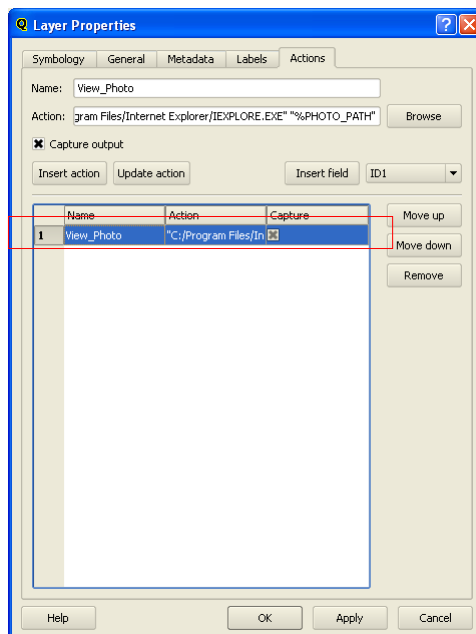 Layer Properties
Symbology General Metadata Labels Actions
Name: View_Photo
Action: gram Files/Internet Explorer/IEXPLORE.EXE" "%PHOTO_PATH" Browse
Capture output
Insert action Update action Insert field ID1
Name Action Capture Move up
1 View_Photo "C:/Program Files/In
Move down
Remove
Help OK Apply Cancel